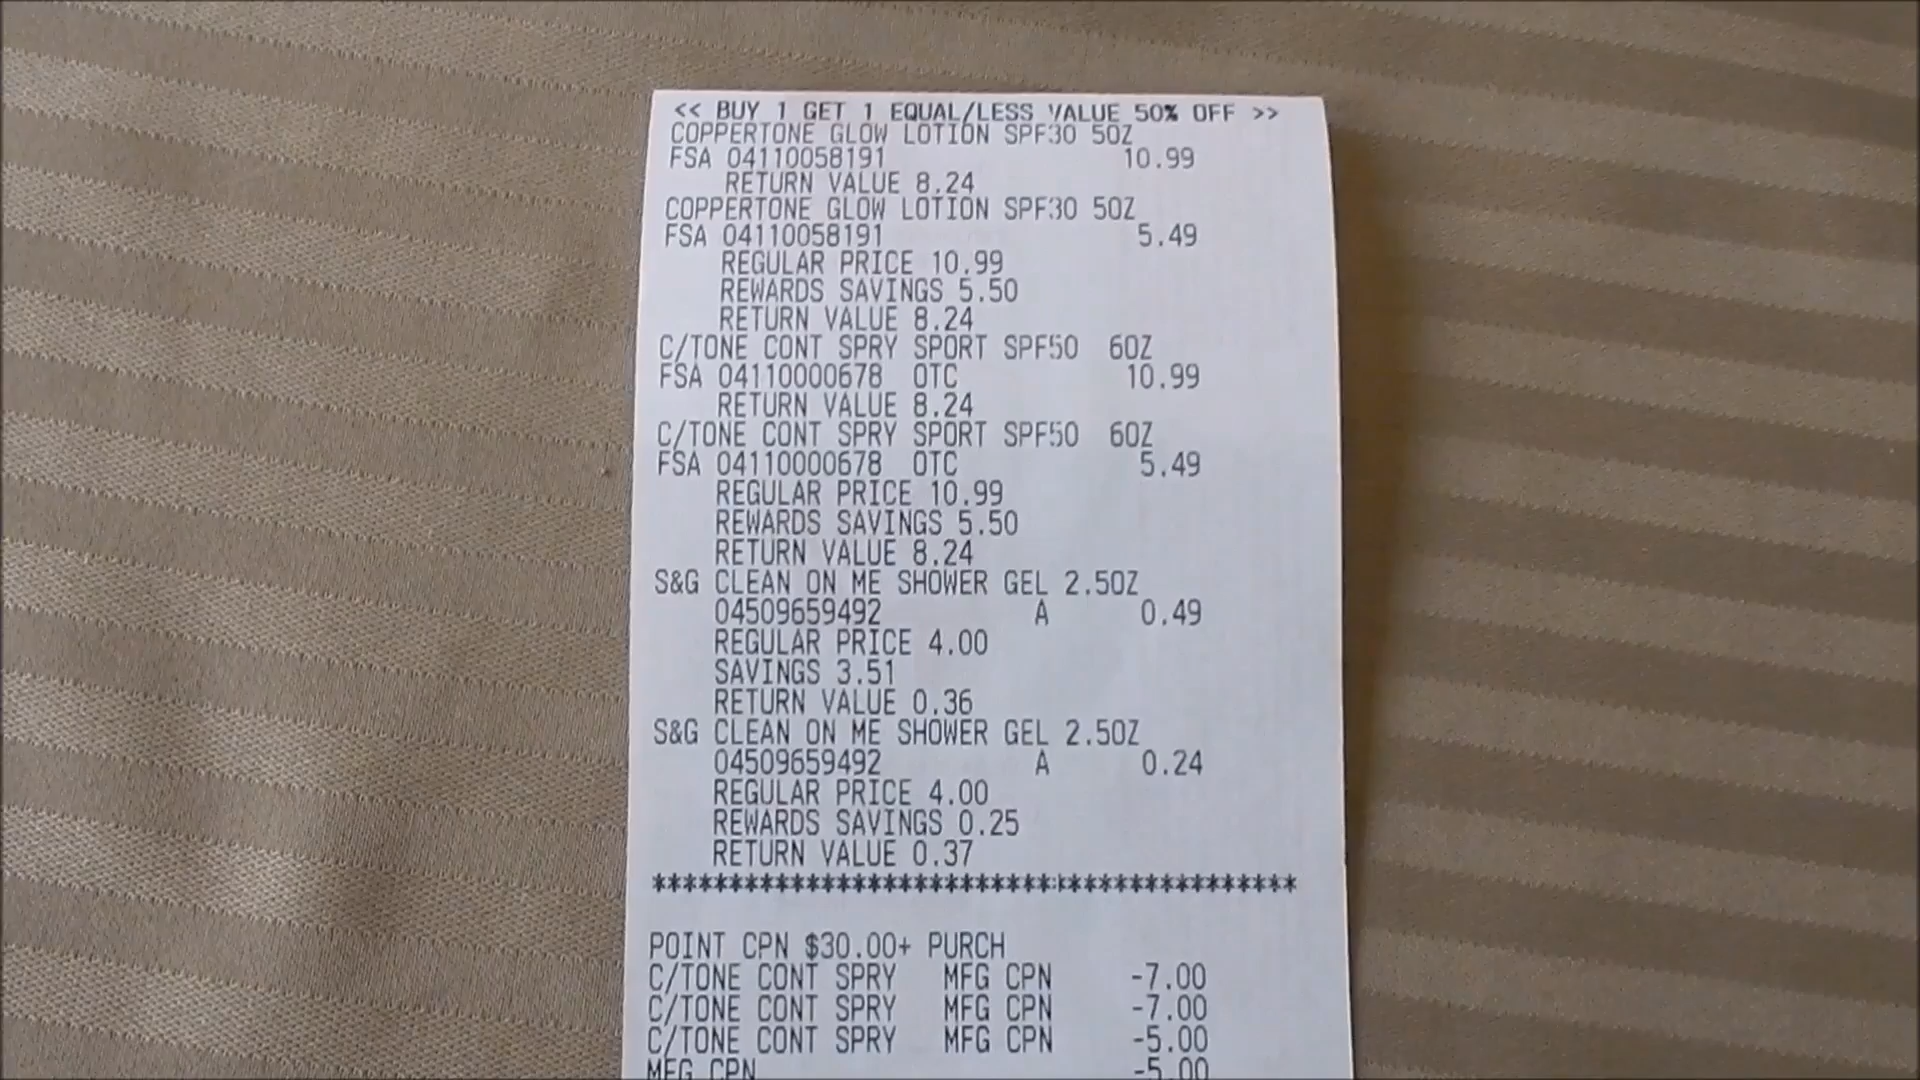 << BUY 1 GET 1 EQUAL/LESS VALUE 50% OFF >>
COPPERTONE GLOW LOTION SPF30 5OZ
FSA 04110058191 10.99
RETURN VALUE 8.24
COPPERTONE GLOW LOTION SPF30 5OZ
FSA 04110058191 5.49
REGULAR PRICE 10.99
REWARDS SAVINGS 5.50
RETURN VALUE 8.24
C/TONE CONT SPRY SPORT SPF50 6OZ
FSA 04110000678 OTC 10.99
RETURN VALUE 8.24
C/TONE CONT SPRY SPORT SPF50 6OZ
FSA 04110000678 OTC 5.49
REGULAR PRICE 10.99
REWARDS SAVINGS 5.50
RETURN VALUE 8.24
S&G CLEAN ON ME SHOWER GEL 2.5OZ
04509659492 A 0.49
REGULAR PRICE 4.00
SAVINGS 3.51
RETURN VALUE 0.36
S&G CLEAN ON ME SHOWER GEL 2.5OZ
04509659492 A 0.24
REGULAR PRICE 4.00
REWARDS SAVINGS 0.25
RETURN VALUE 0.37
******************************************
POINT CPN $30.00+ PURCH
C/TONE CONT SPRY MFG CPN -7.00
C/TONE CONT SPRY MFG CPN -7.00
C/TONE CONT SPRY MFG CPN -5.00
MFG CPN -5.00